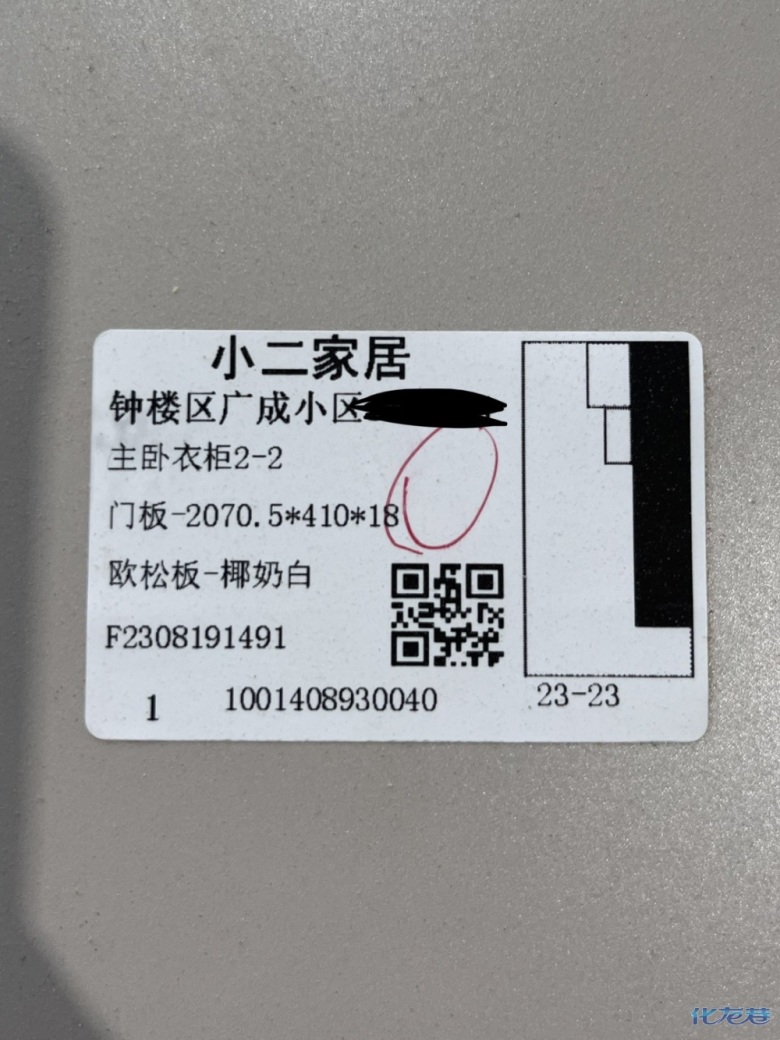 小二家居
钟楼区广成小区
主卧衣柜2-2
门板-2070.5*410*18
欧松板-椰奶白
F2308191491
1
1001408930040
23-23
化龙巷